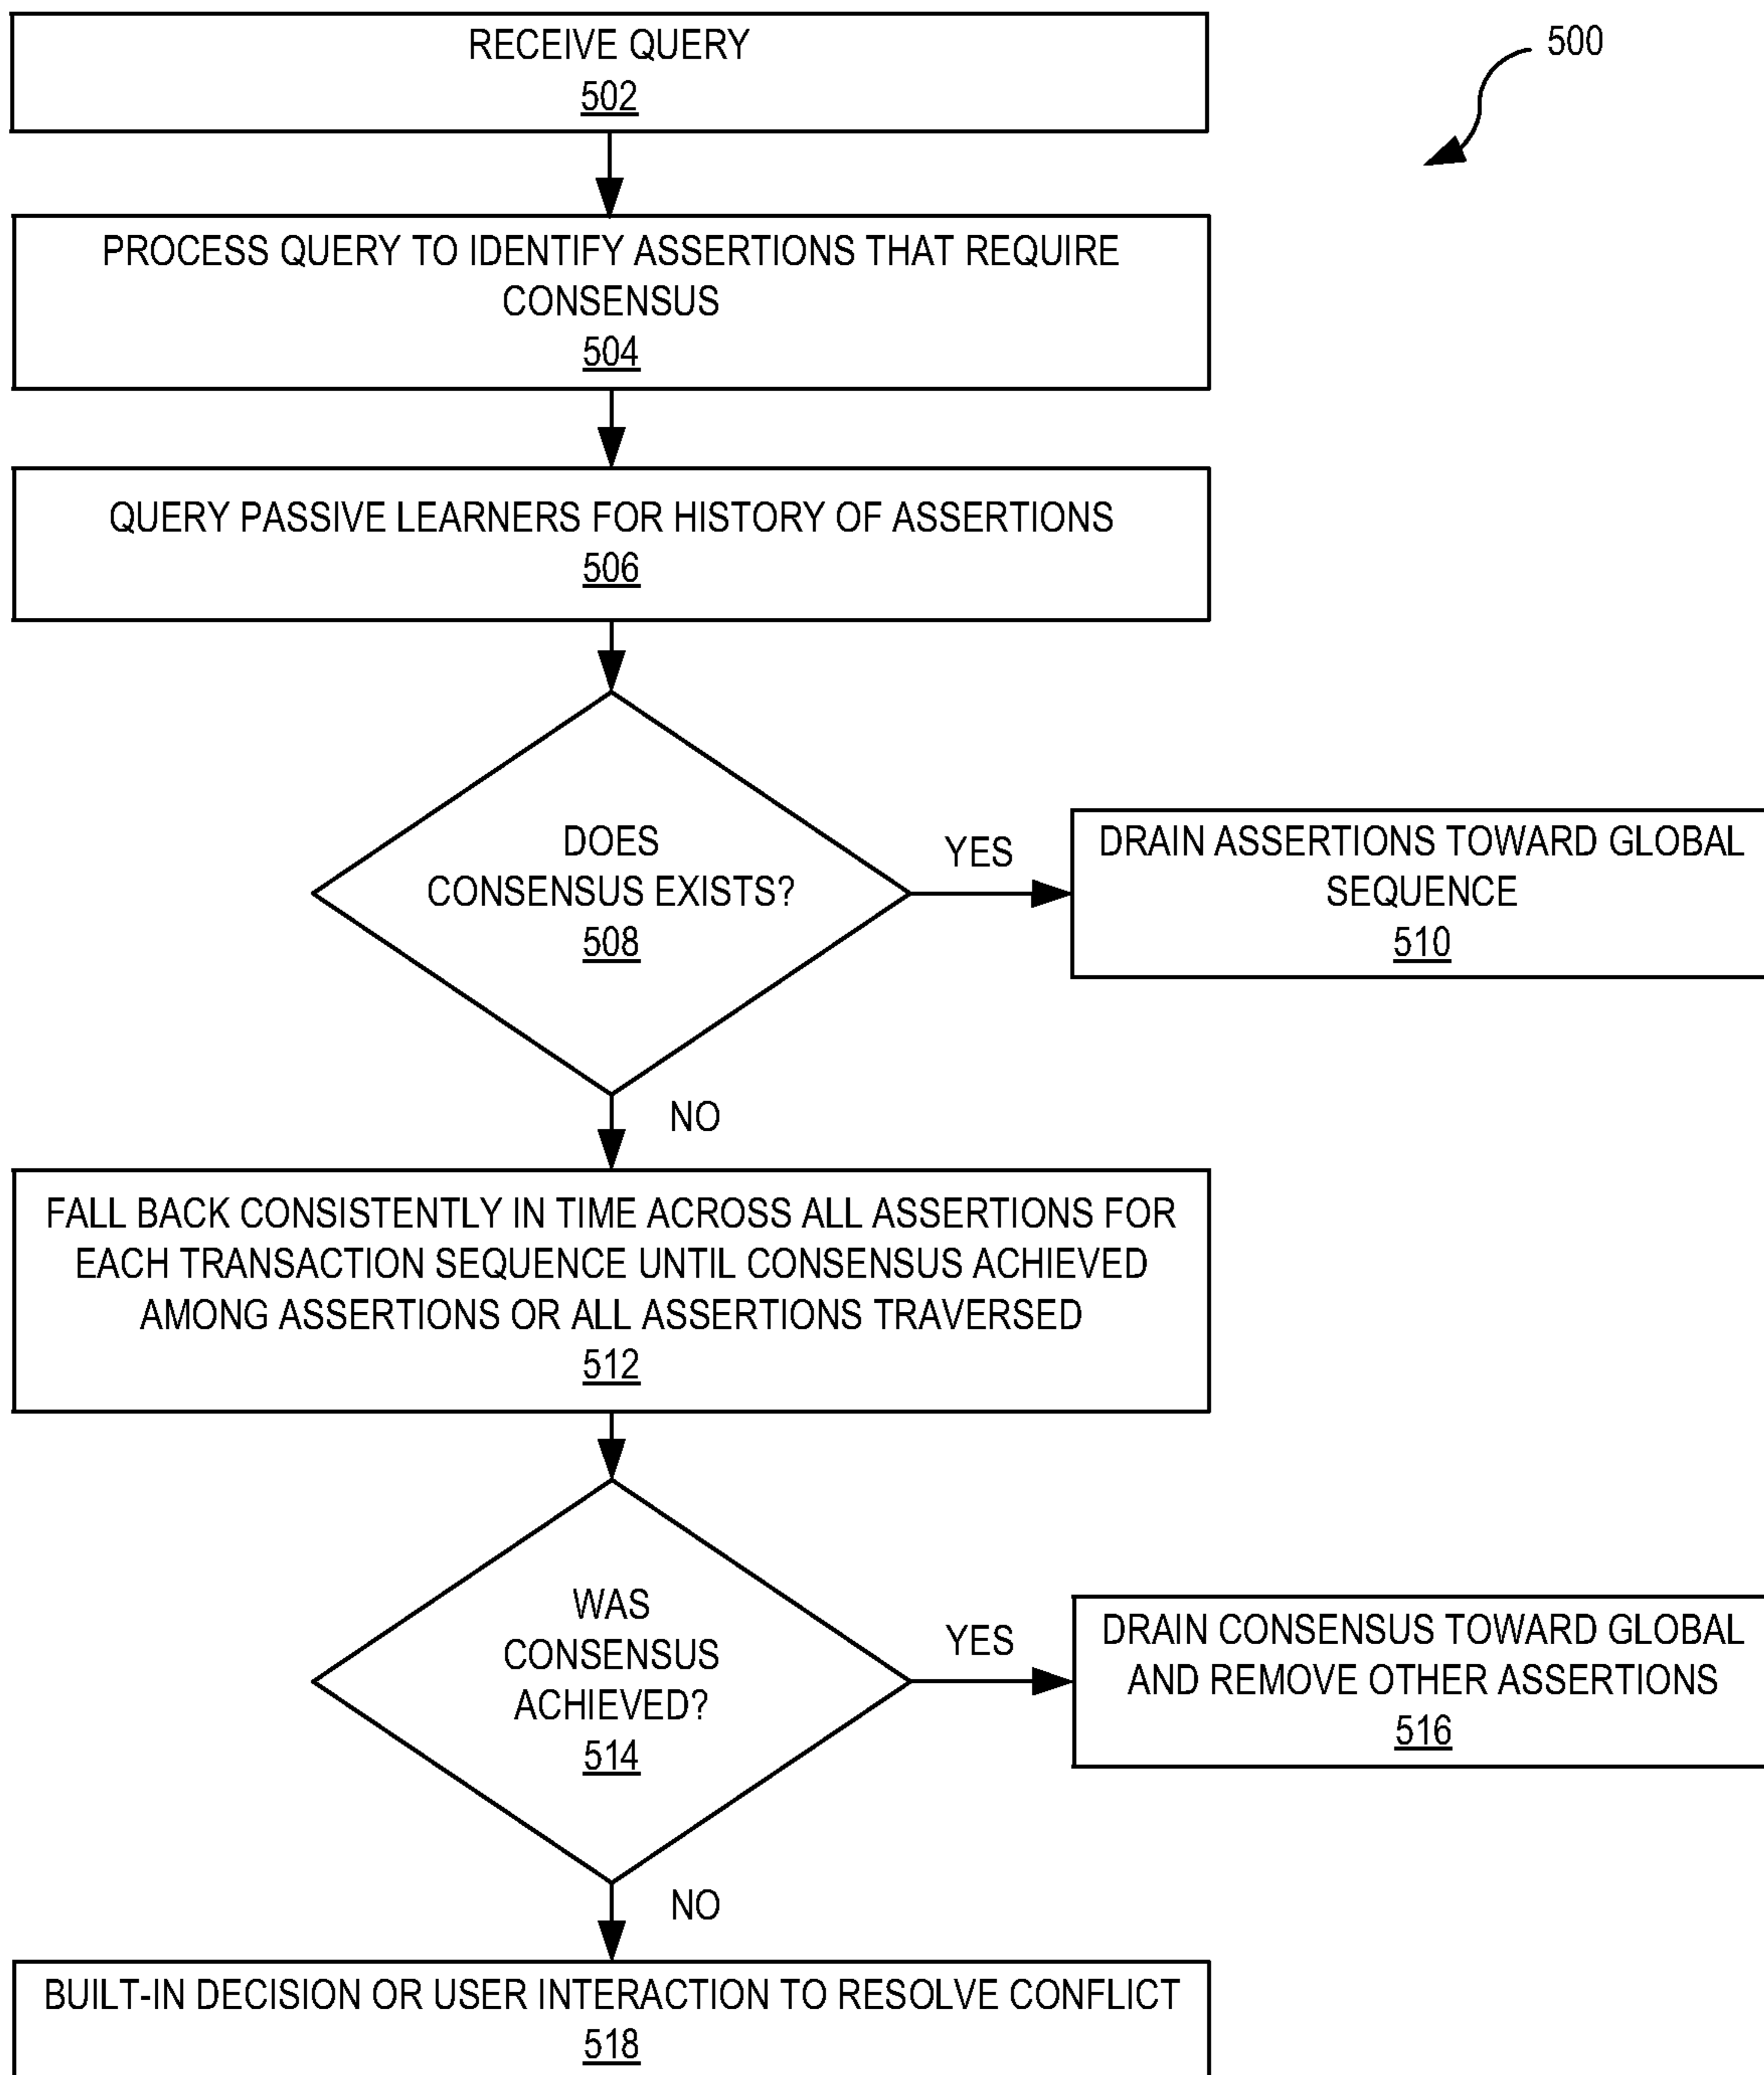 RECEIVE QUERY
502
500
PROCESS QUERY TO IDENTIFY ASSERTIONS THAT REQUIRE
CONSENSUS
504
QUERY PASSIVE LEARNERS FOR HISTORY OF ASSERTIONS
506
DOES
CONSENSUS EXISTS?
508
YES
DRAIN ASSERTIONS TOWARD GLOBAL
SEQUENCE
510
NO
FALL BACK CONSISTENTLY IN TIME ACROSS ALL ASSERTIONS FOR
EACH TRANSACTION SEQUENCE UNTIL CONSENSUS ACHIEVED
AMONG ASSERTIONS OR ALL ASSERTIONS TRAVERSED
512
WAS
CONSENSUS
ACHIEVED?
514
YES
DRAIN CONSENSUS TOWARD GLOBAL
AND REMOVE OTHER ASSERTIONS
516
NO
BUILT-IN DECISION OR USER INTERACTION TO RESOLVE CONFLICT
518